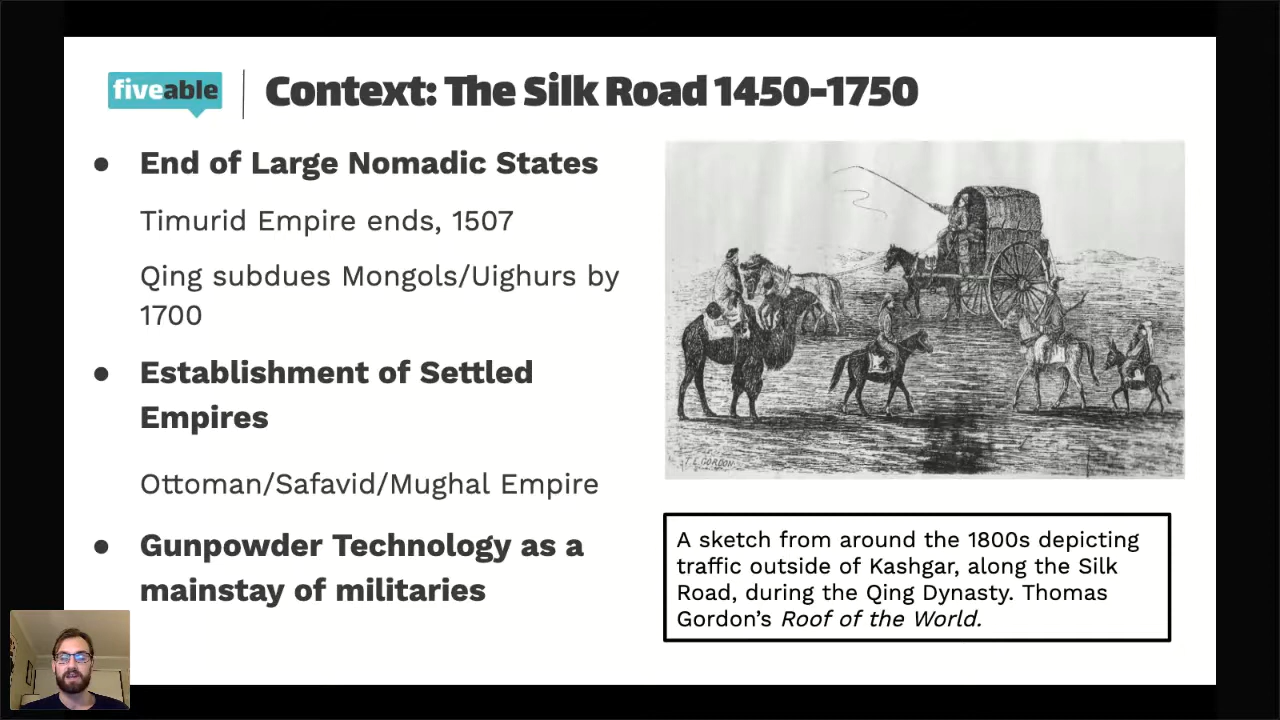 fiveable
Context: The Silk Road 1450-1750
● End of Large Nomadic States
Timurid Empire ends, 1507
Qing subdues Mongols/Uighurs by
1700
● Establishment of Settled
Empires
Ottoman/Safavid/Mughal Empire
● Gunpowder Technology as a
mainstay of militaries
T.E.GORDON
A sketch from around the 1800s depicting
traffic outside of Kashgar, along the Silk
Road, during the Qing Dynasty. Thomas
Gordon’s Roof of the World.